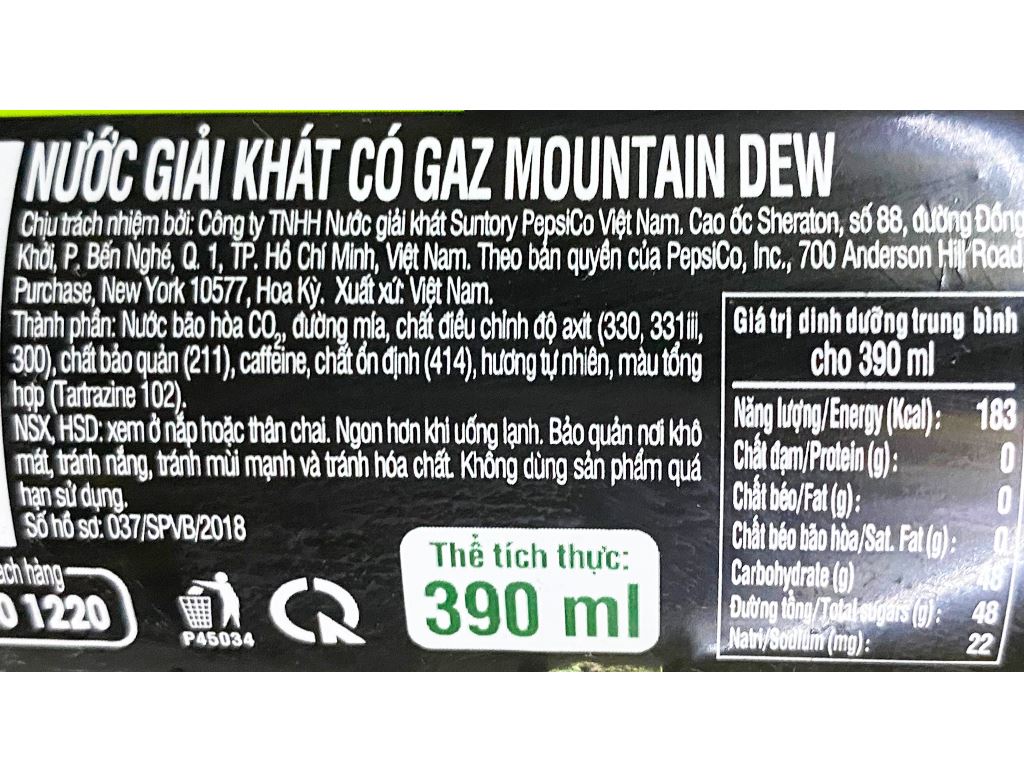 NƯỚC GIẢI KHÁT CÓ GAZ MOUNTAIN DEW
Chịu trách nhiệm bởi: Công ty TNHH Nước giải khát Suntory PepsiCo Việt Nam. Cao ốc Sheraton, số 88, đường Đồng
Khởi, P. Bến Nghé, Q. 1, TP. Hồ Chí Minh, Việt Nam. Theo bản quyền của PepsiCo, Inc., 700 Anderson Hill Road
Purchase, New York 10577, Hoa Kỳ. Xuất xứ: Việt Nam.
Thành phần: Nước bão hòa CO₂, đường mía, chất điều chỉnh độ axit (330, 331iii,
300), chất bảo quản (211), caffeine, chất ổn định (414), hương tự nhiên, màu tổng
hợp (Tartrazine 102).
NSX, HSD: xem ở nắp hoặc thân chai. Ngon hơn khi uống lạnh. Bảo quản nơi khô
mát, tránh nắng, tránh mùi mạnh và tránh hóa chất. Không dùng sản phẩm quá
hạn sử dụng.
Số hồ sơ: 037/SPVB/2018
ách hàng
0 1220
P45034
Thể tích thực:
390 ml
Giá trị dinh dưỡng trung bình
cho 390 ml
Năng lượng/Energy (Kcal): 183
Chất đạm/Protein (g): 0
Chất béo/Fat (g): 0
Chất béo bão hòa/Sat. Fat (g): 0
Carbohydrate (g) 48
Đường tổng/Total sugars (g): 48
Natri/Sodium (mg): 22